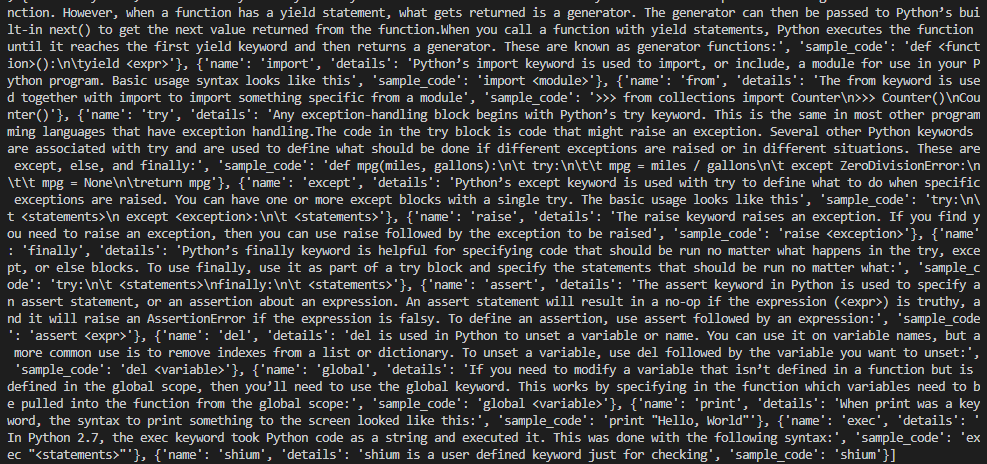 nction. However, when a function has a yield statement, what gets returned is a generator. The generator can then be passed to Python’s bui
lt-in next() to get the next value returned from the function.When you call a function with yield statements, Python executes the function
until it reaches the first yield keyword and then returns a generator. These are known as generator functions:', 'sample_code': 'def <funct
ion>():\n\tyield <expr>'}, {'name': 'import', 'details': 'Python’s import keyword is used to import, or include, a module for use in your P
ython program. Basic usage syntax looks like this', 'sample_code': 'import <module>'}, {'name': 'from', 'details': 'The from keyword is use
d together with import to import something specific from a module', 'sample_code': '>>> from collections import Counter\n>>> Counter()\nCou
nter()'}, {'name': 'try', 'details': 'Any exception-handling block begins with Python’s try keyword. This is the same in most other program
ming languages that have exception handling.The code in the try block is code that might raise an exception. Several other Python keywords
are associated with try and are used to define what should be done if different exceptions are raised or in different situations. These are
except, else, and finally:', 'sample_code': 'def mpg(miles, gallons):\n\t try:\n\t\t mpg = miles / gallons\n\t except ZeroDivisionError:\n
\t\t mpg = None\n\treturn mpg'}, {'name': 'except', 'details': 'Python’s except keyword is used with try to define what to do when specific
exceptions are raised. You can have one or more except blocks with a single try. The basic usage looks like this', 'sample_code': 'try:\n\
t <statements>\n except <exception>:\n\t <statements>'}, {'name': 'raise', 'details': 'The raise keyword raises an exception. If you find y
ou need to raise an exception, then you can use raise followed by the exception to be raised', 'sample_code': 'raise <exception>'}, {'name'
: 'finally', 'details': 'Python’s finally keyword is helpful for specifying code that should be run no matter what happens in the try, exce
pt, or else blocks. To use finally, use it as part of a try block and specify the statements that should be run no matter what:', 'sample_c
ode': 'try:\n\t <statements>\nfinally:\n\t <statements>'}, {'name': 'assert', 'details': 'The assert keyword in Python is used to specify a
n assert statement, or an assertion about an expression. An assert statement will result in a no-op if the expression (<expr>) is truthy, a
nd it will raise an AssertionError if the expression is falsy. To define an assertion, use assert followed by an expression:', 'sample_code
': 'assert <expr>'}, {'name': 'del', 'details': 'del is used in Python to unset a variable or name. You can use it on variable names, but a
more common use is to remove indexes from a list or dictionary. To unset a variable, use del followed by the variable you want to unset:',
'sample_code': 'del <variable>'}, {'name': 'global', 'details': 'If you need to modify a variable that isn’t defined in a function but is
defined in the global scope, then you’ll need to use the global keyword. This works by specifying in the function which variables need to b
e pulled into the function from the global scope:', 'sample_code': 'global <variable>'}, {'name': 'print', 'details': 'When print was a key
word, the syntax to print something to the screen looked like this:', 'sample_code': 'print "Hello, World"'}, {'name': 'exec', 'details': '
In Python 2.7, the exec keyword took Python code as a string and executed it. This was done with the following syntax:', 'sample_code': 'ex
ec "<statements>"'}, {'name': 'shium', 'details': 'shium is a user defined keyword just for checking', 'sample_code': 'shium'}]